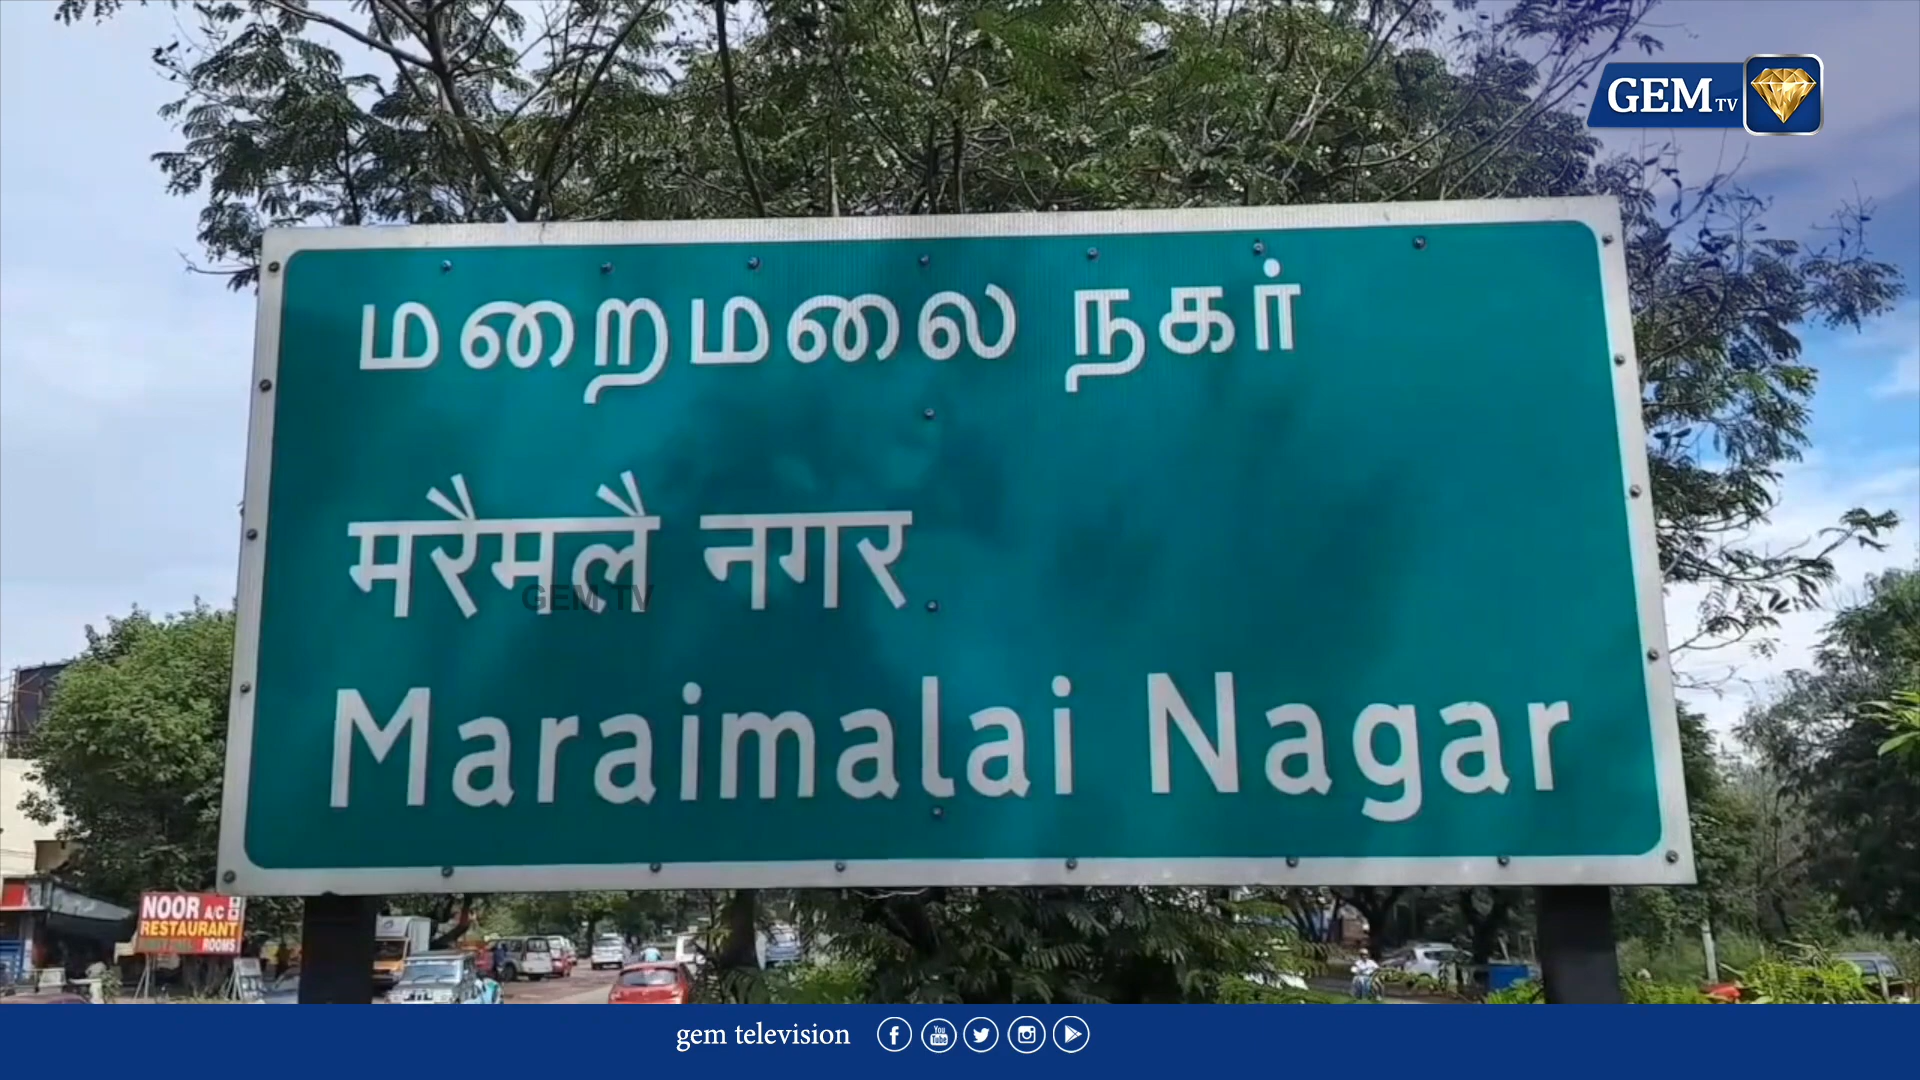 GEM TV
மறைமலை நகர்
मरैमलै नगर
GEM TV
Maraimalai Nagar
NOOR A/C
RESTAURANT
ROOMS
gem television